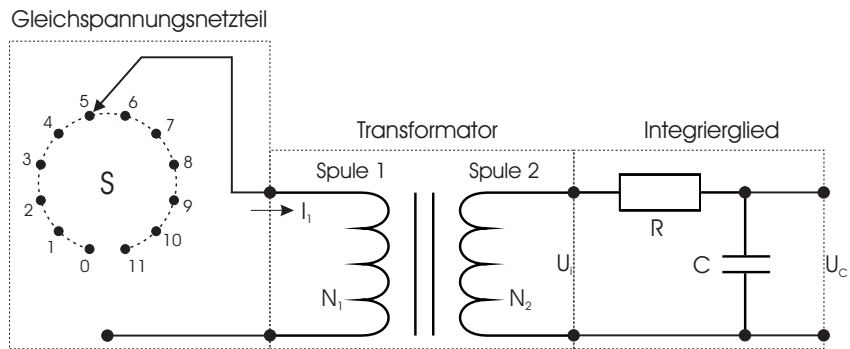 Gleichspannungsnetzteil
5 6
4 7
3 8
S
2 9
1 10
0 11
Transformator
Spule 1 Spule 2
I₁
N₁ N₂
Integrierglied
R
Uᵢ C U_C